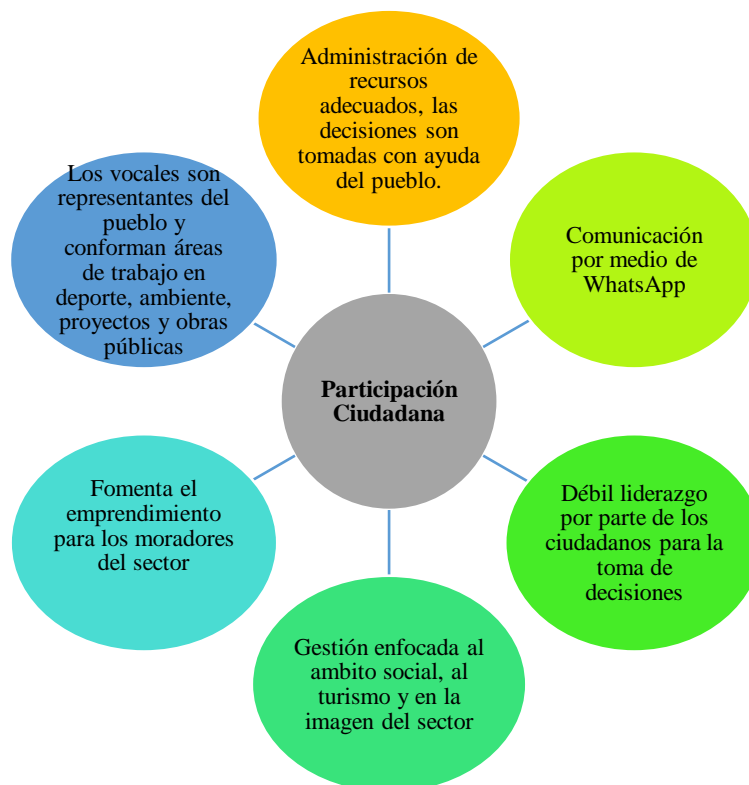 Administración de
recursos
adecuados, las
decisiones son
tomadas con ayuda
del pueblo.
Comunicación
por medio de
WhatsApp
Débil liderazgo
por parte de los
ciudadanos para la
toma de
decisiones
Gestión enfocada al
ambito social, al
turismo y en la
imagen del sector
Fomenta el
emprendimiento
para los moradores
del sector
Los vocales son
representantes del
pueblo y
conforman áreas
de trabajo en
deporte, ambiente,
proyectos y obras
públicas
Participación
Ciudadana